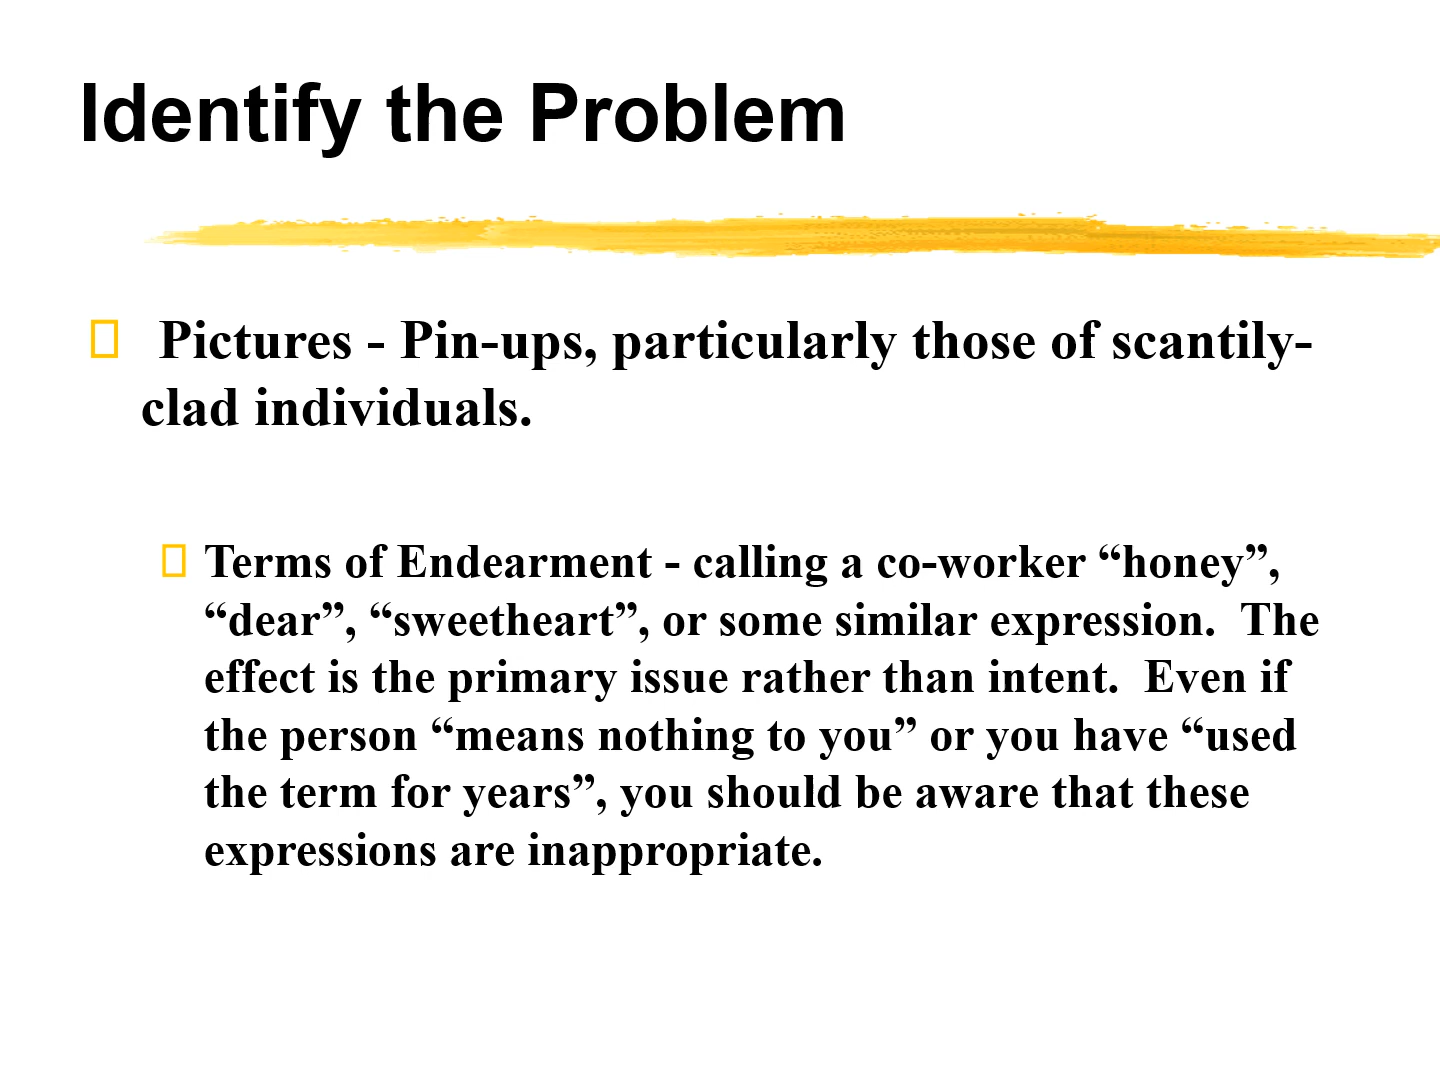 Identify the Problem
Pictures - Pin-ups, particularly those of scantily-
clad individuals.
Terms of Endearment - calling a co-worker “honey”,
“dear”, “sweetheart”, or some similar expression.  The
effect is the primary issue rather than intent.  Even if
the person “means nothing to you” or you have “used
the term for years”, you should be aware that these
expressions are inappropriate.